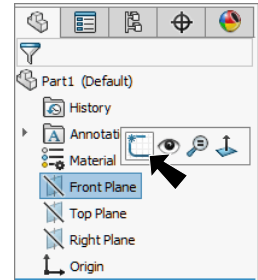 Part1 (Default)
History
Annotati
Material
Front Plane
Top Plane
Right Plane
Origin